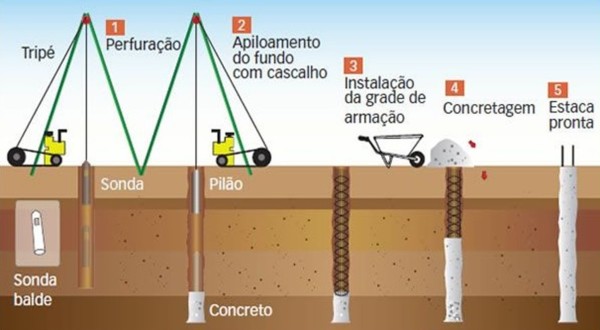 Tripé
1
Perfuração
2
Apiloamento
do fundo
com cascalho
3
Instalação
da grade de
armação
4
Concretagem
5
Estaca
pronta
Sonda
Pilão
Sonda
balde
Concreto